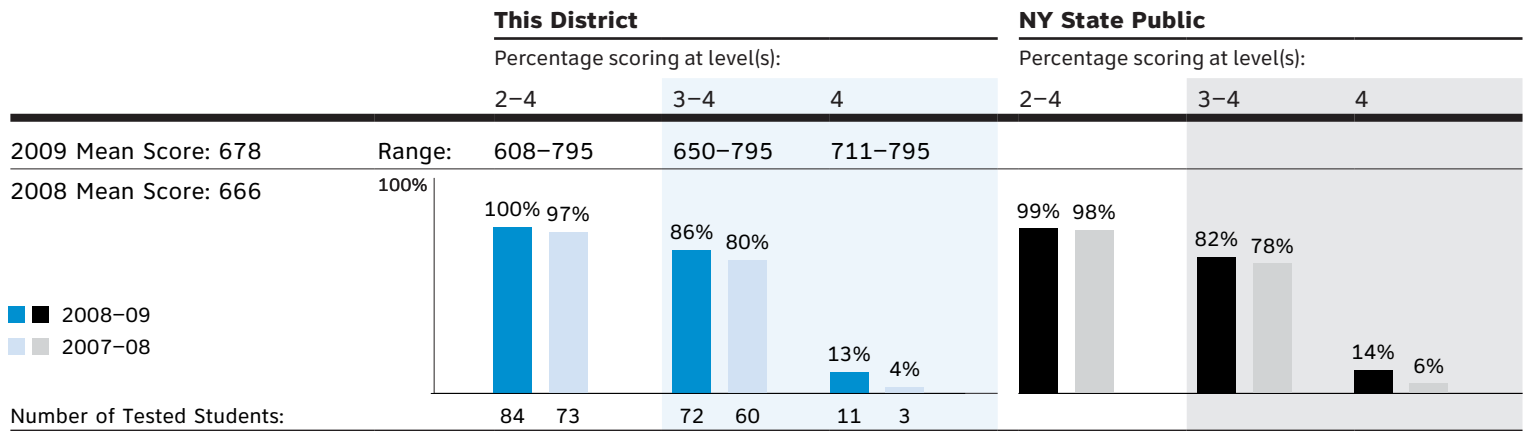 This District NY State Public
Percentage scoring at level(s): Percentage scoring at level(s):
2–4 3–4 4 2–4 3–4 4
2009 Mean Score: 678 Range: 608–795 650–795 711–795
2008 Mean Score: 666 100%
100% 97% 86% 80% 13% 4% 99% 98% 82% 78% 14% 6%
2008–09
2007–08
Number of Tested Students: 84 73 72 60 11 3